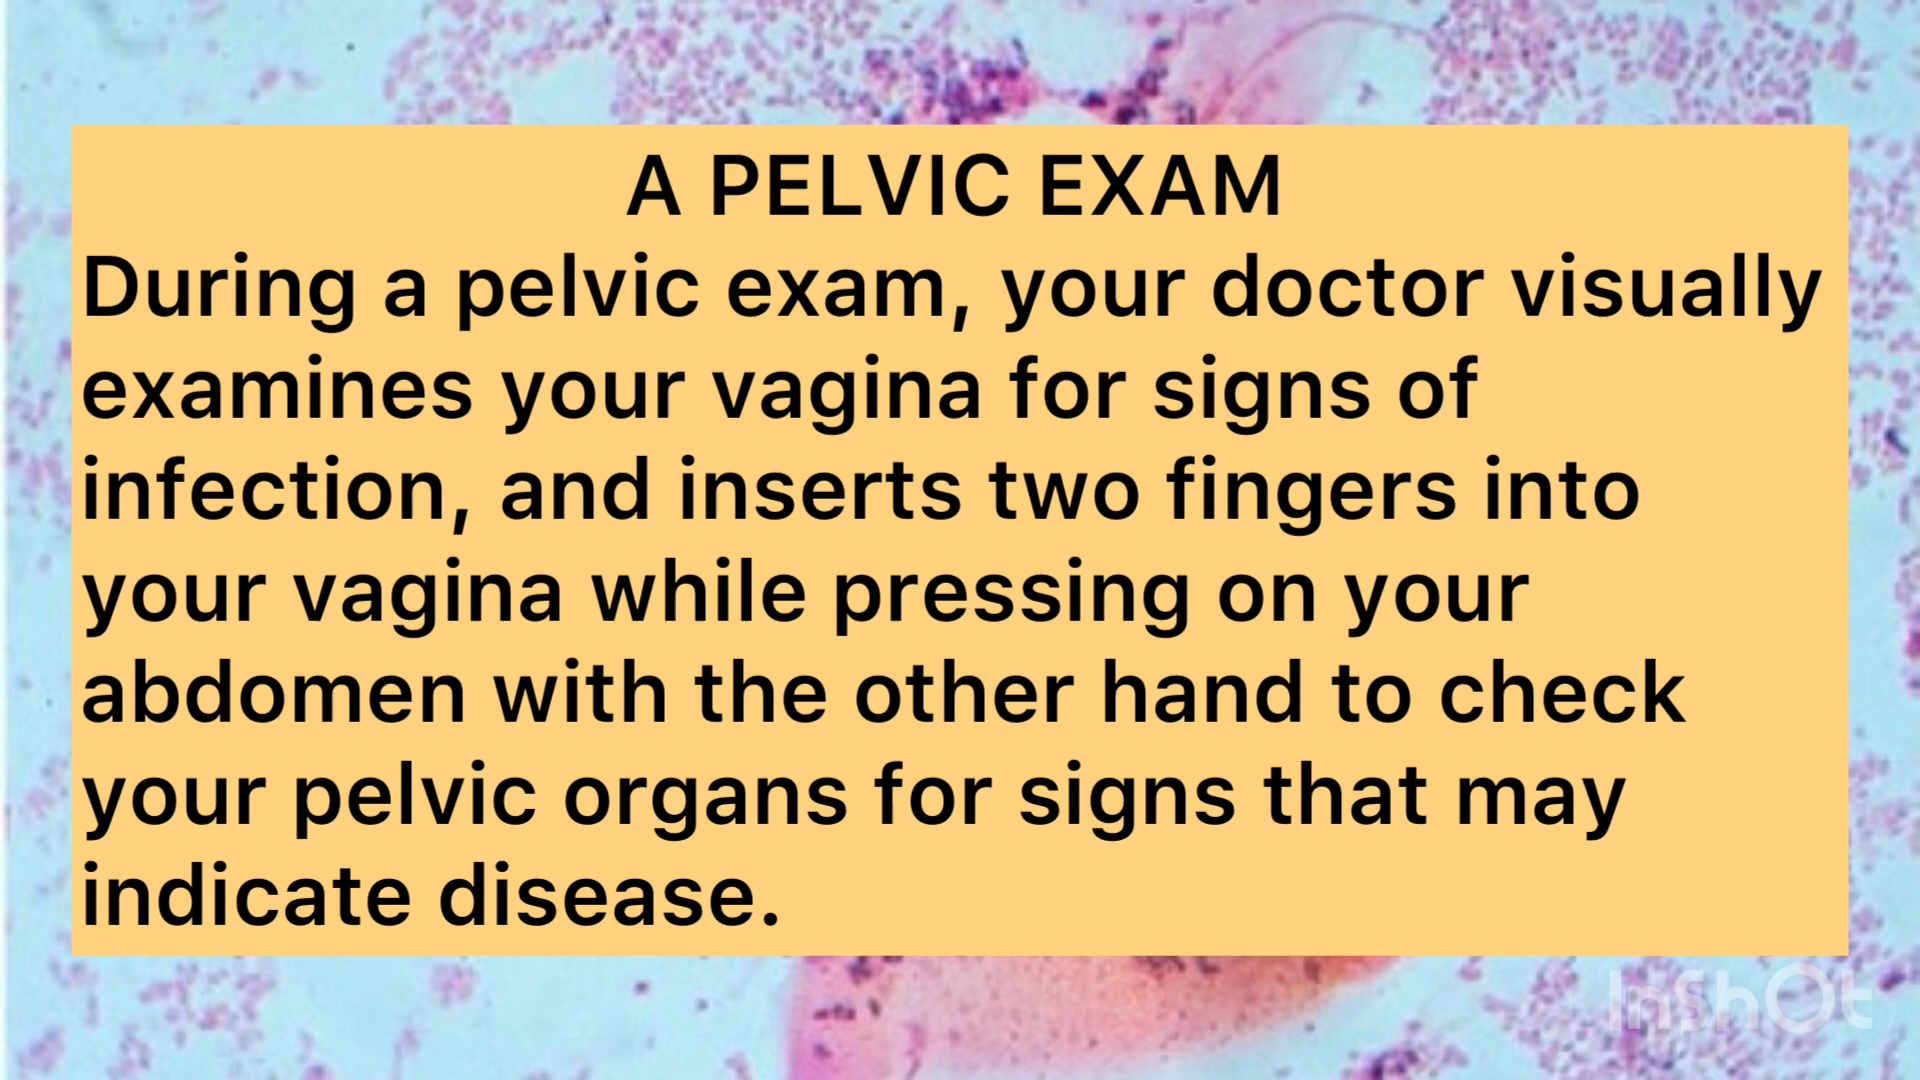 A PELVIC EXAM
During a pelvic exam, your doctor visually
examines your vagina for signs of
infection, and inserts two fingers into
your vagina while pressing on your
abdomen with the other hand to check
your pelvic organs for signs that may
indicate disease.
InShOt